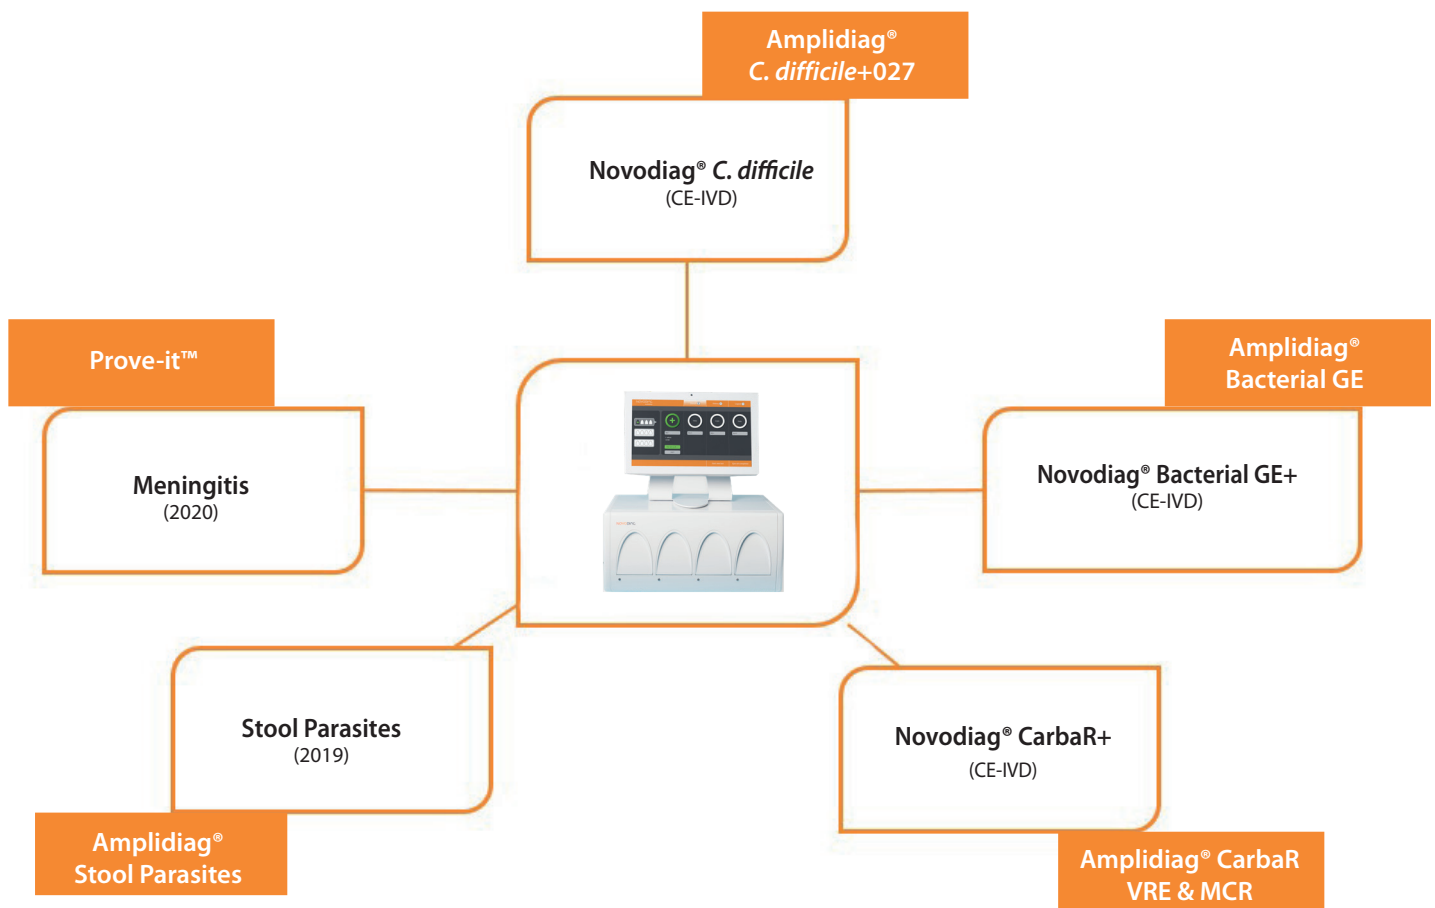 Amplidiag®
C. difficile+027
Novodiag® C. difficile
(CE-IVD)
Prove-it™
Meningitis
(2020)
Amplidiag®
Bacterial GE
Novodiag® Bacterial GE+
(CE-IVD)
Stool Parasites
(2019)
Amplidiag®
Stool Parasites
Novodiag® CarbaR+
(CE-IVD)
Amplidiag® CarbaR
VRE & MCR